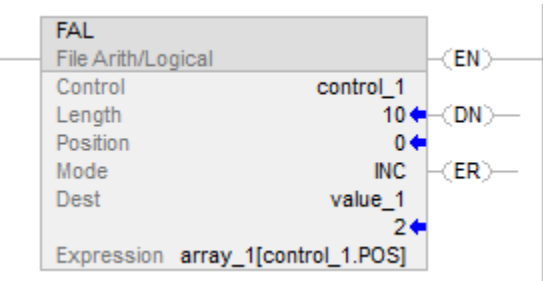 FAL
File Arith/Logical
EN
Control control_1
Length 10
DN
Position 0
Mode INC
ER
Dest value_1
2
Expression array_1[control_1.POS]